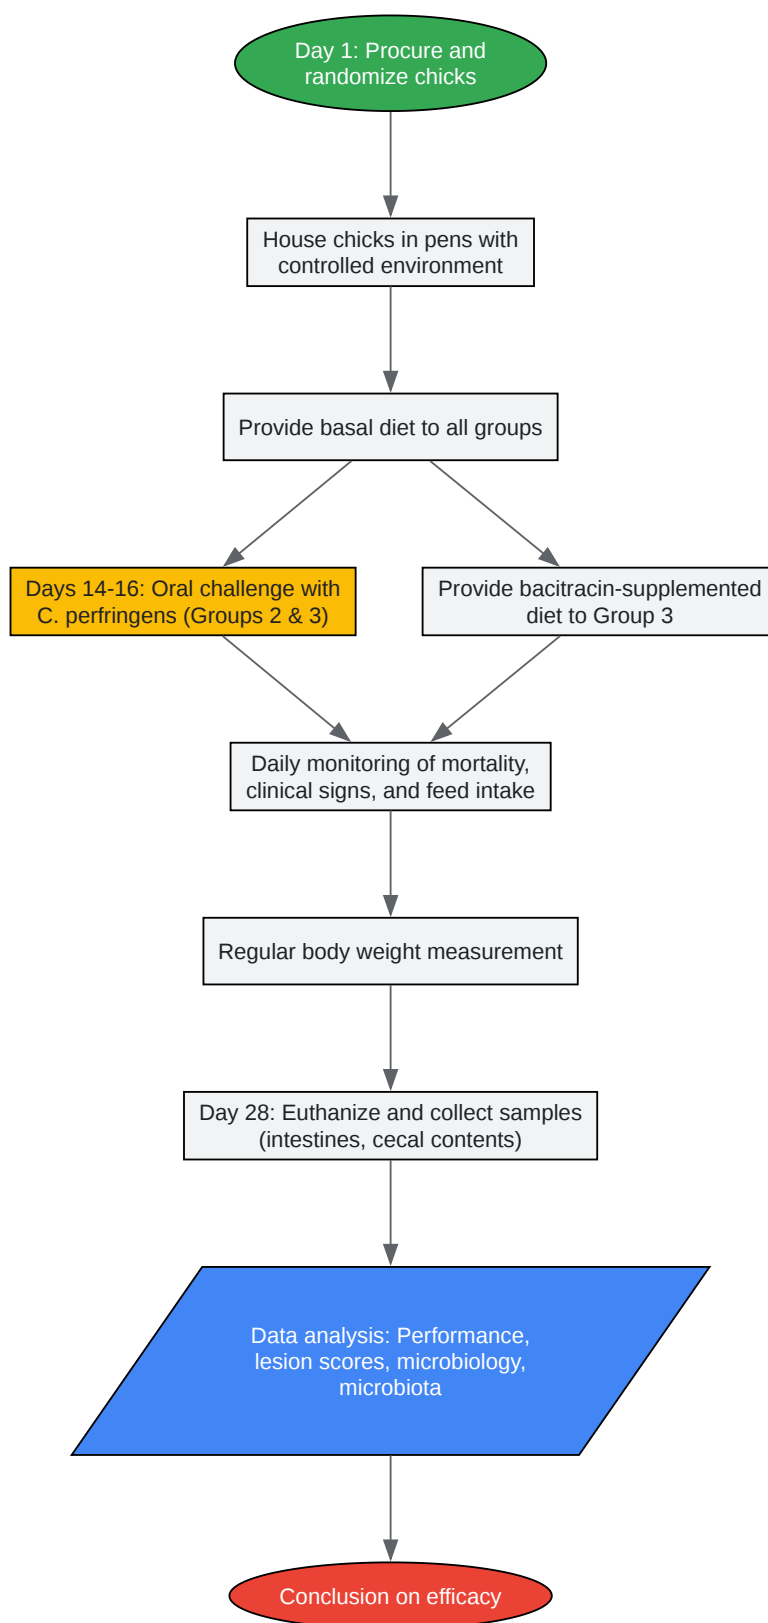 Day 1: Procure and
randomize chicks
House chicks in pens with
controlled environment
Provide basal diet to all groups
Days 14-16: Oral challenge with
C. perfringens (Groups 2 & 3)
Provide bacitracin-supplemented
diet to Group 3
Daily monitoring of mortality,
clinical signs, and feed intake
Regular body weight measurement
Day 28: Euthanize and collect samples
(intestines, cecal contents)
Data analysis: Performance,
lesion scores, microbiology,
microbiota
Conclusion on efficacy